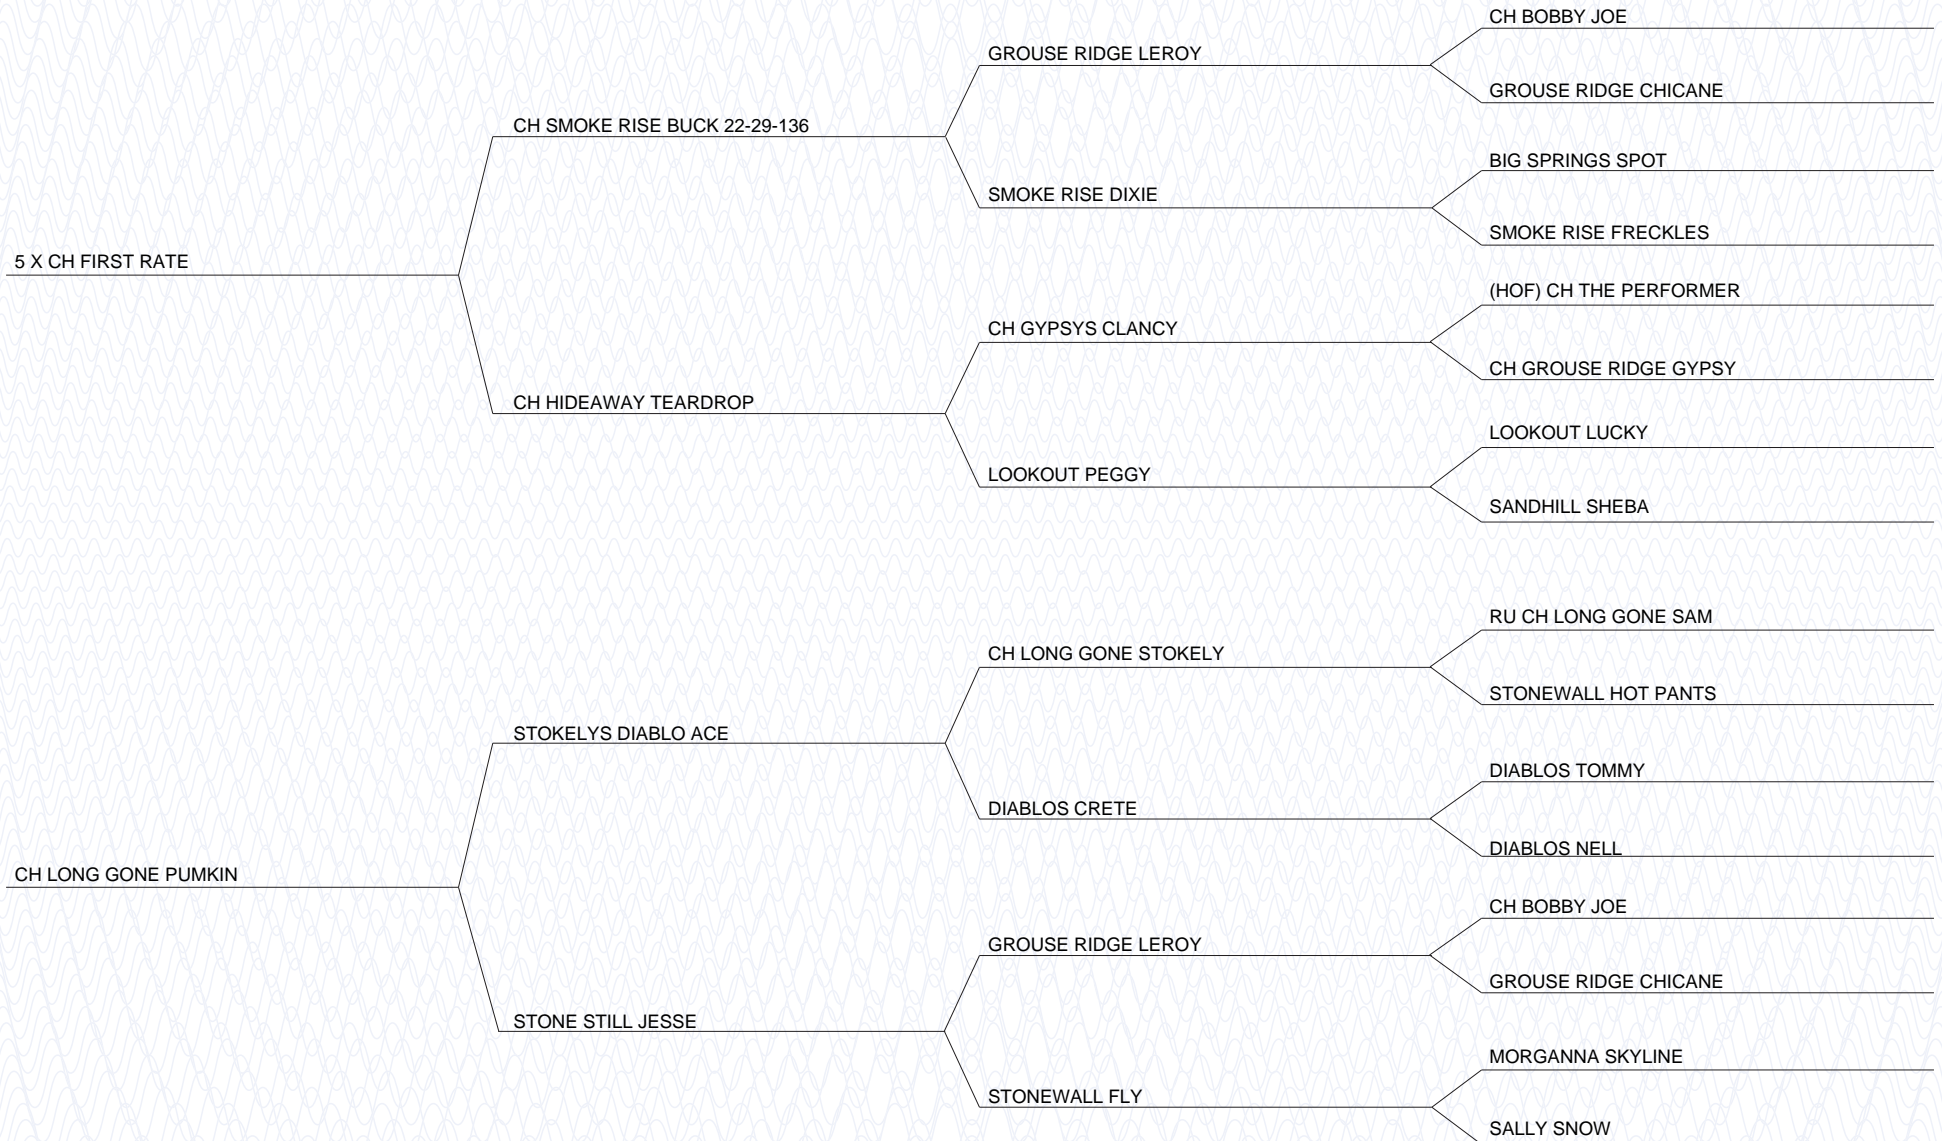 CH BOBBY JOE
GROUSE RIDGE LEROY
GROUSE RIDGE CHICANE
CH SMOKE RISE BUCK 22-29-136
BIG SPRINGS SPOT
SMOKE RISE DIXIE
SMOKE RISE FRECKLES
5 X CH FIRST RATE
(HOF) CH THE PERFORMER
CH GYPSYS CLANCY
CH GROUSE RIDGE GYPSY
CH HIDEAWAY TEARDROP
LOOKOUT LUCKY
LOOKOUT PEGGY
SANDHILL SHEBA
RU CH LONG GONE SAM
CH LONG GONE STOKELY
STONEWALL HOT PANTS
STOKELYS DIABLO ACE
DIABLOS TOMMY
DIABLOS CRETE
DIABLOS NELL
CH LONG GONE PUMKIN
CH BOBBY JOE
GROUSE RIDGE LEROY
GROUSE RIDGE CHICANE
STONE STILL JESSE
MORGANNA SKYLINE
STONEWALL FLY
SALLY SNOW